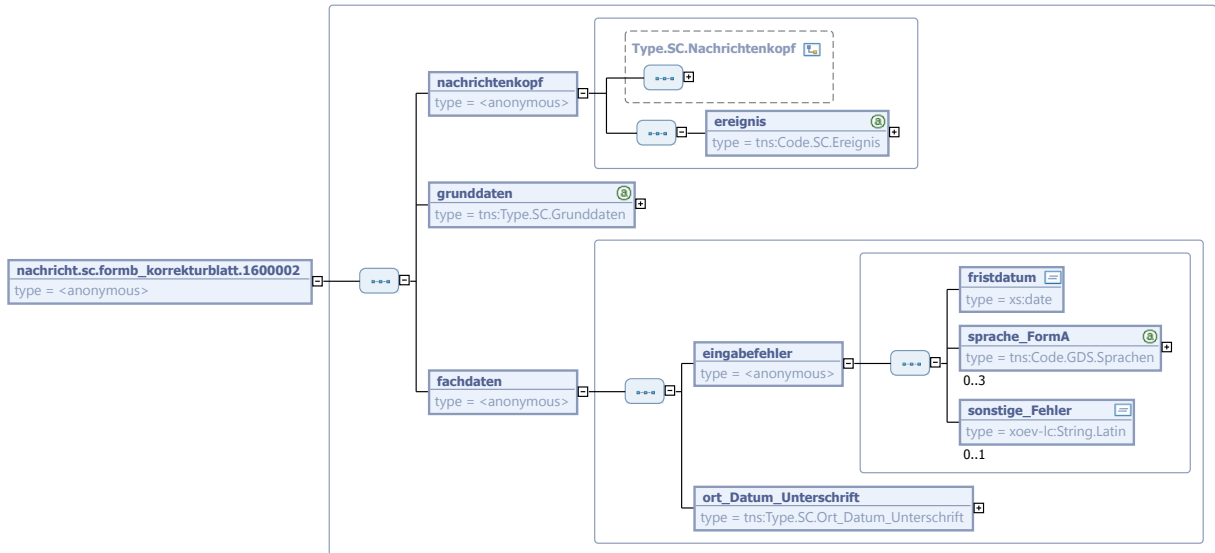 Type.SC.Nachrichtenkopf
nachrichtenkopf
type = <anonymous>
ereignis
type = tns:Code.SC.Ereignis
grunddaten
type = tns:Type.SC.Grunddaten
nachricht.sc.formb_korrekturblatt.1600002
type = <anonymous>
fristdatum
type = xs:date
sprache_FormA
type = tns:Code.GDS.Sprachen
0..3
eingabefehler
type = <anonymous>
fachdaten
type = <anonymous>
sonstige_Fehler
type = xoev-lc:String.Latin
0..1
ort_Datum_Unterschrift
type = tns:Type.SC.Ort_Datum_Unterschrift